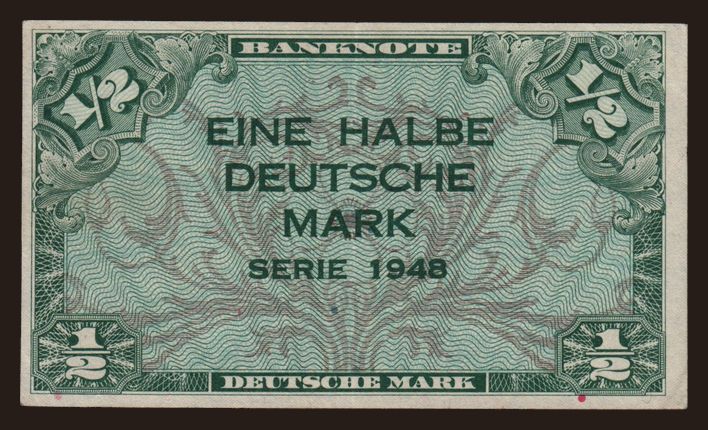 BANKNOTE
1/2 1/2
EINE HALBE
DEUTSCHE
MARK
SERIE 1948
1/2 1/2
DEUTSCHE MARK